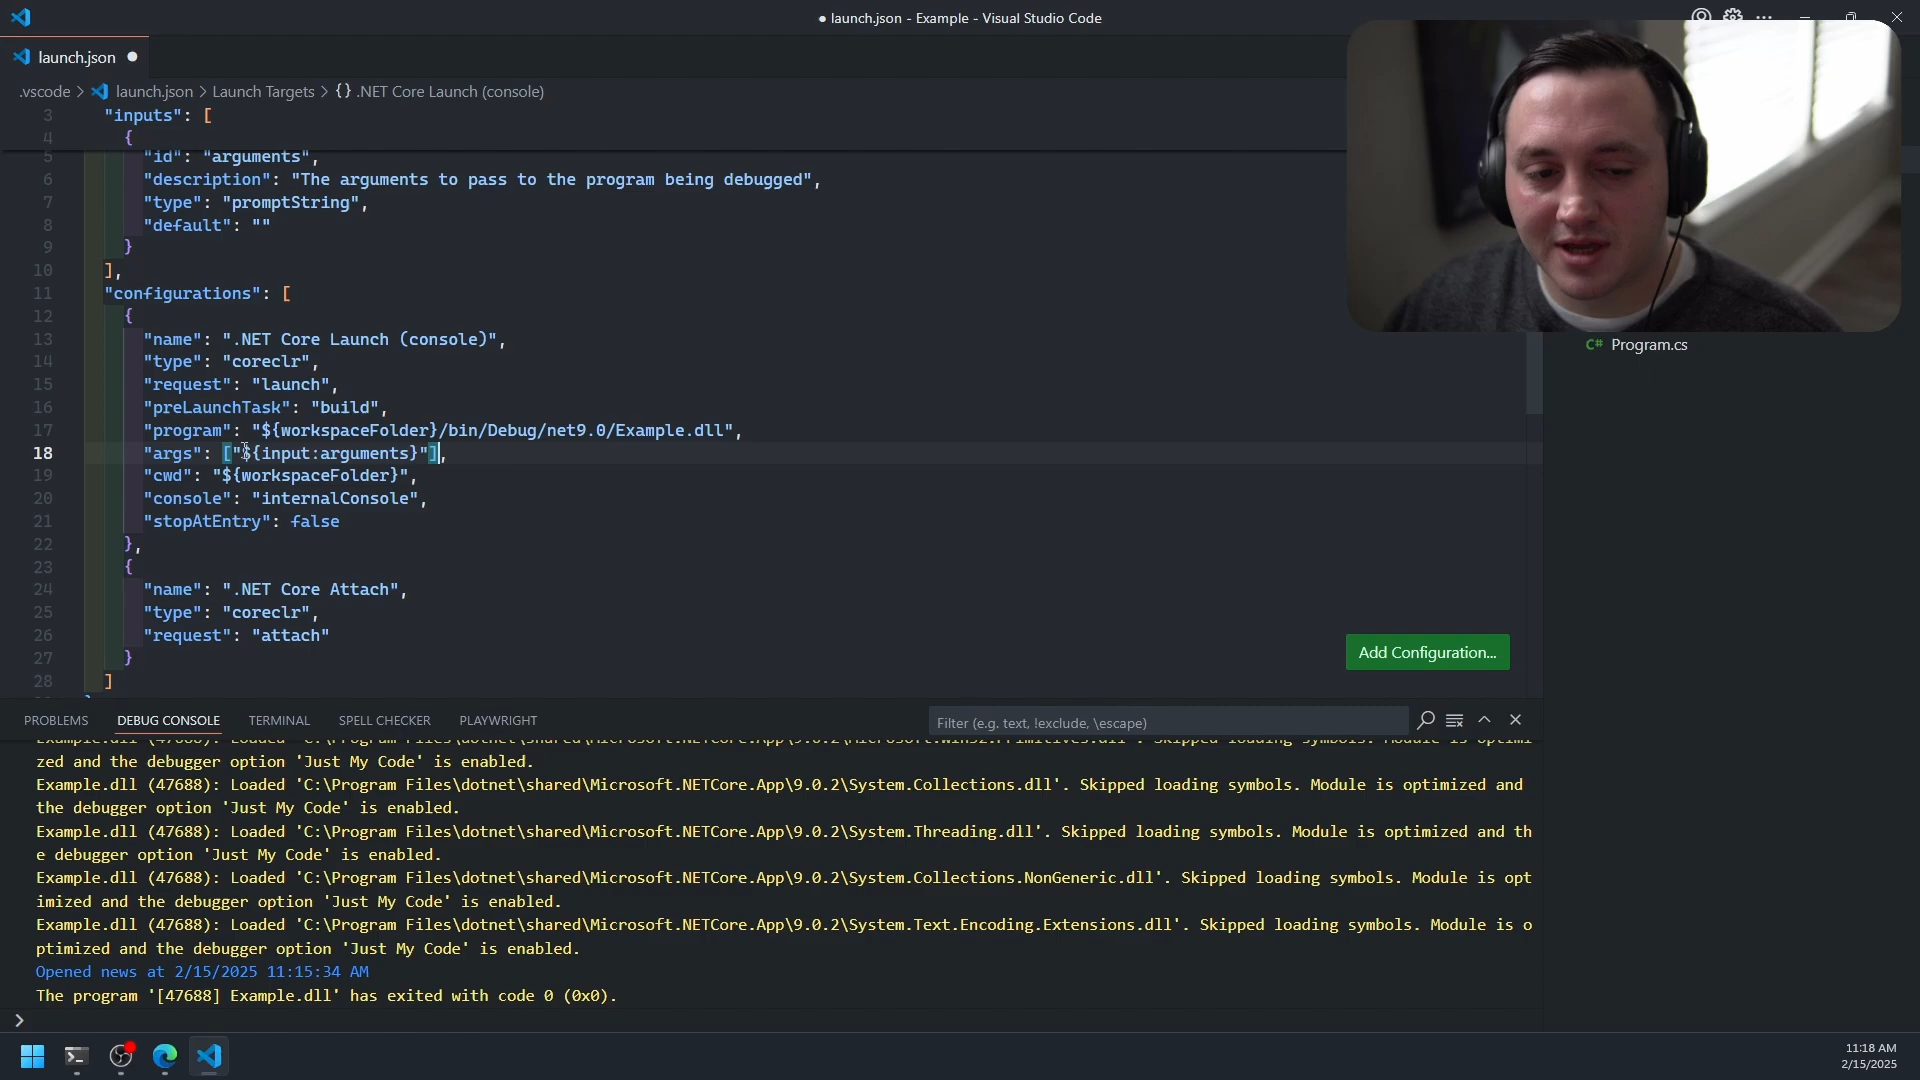 ● launch.json - Example - Visual Studio Code
launch.json ●
.vscode > launch.json > Launch Targets > {} .NET Core Launch (console)
3 "inputs": [
4 {
5 "id": "arguments",
6 "description": "The arguments to pass to the program being debugged",
7 "type": "promptString",
8 "default": ""
9 }
10 ],
11 "configurations": [
12 {
13 "name": ".NET Core Launch (console)",
14 "type": "coreclr",
15 "request": "launch",
16 "preLaunchTask": "build",
17 "program": "${workspaceFolder}/bin/Debug/net9.0/Example.dll",
18 "args": ["${input:arguments}"],
19 "cwd": "${workspaceFolder}",
20 "console": "internalConsole",
21 "stopAtEntry": false
22 },
23 {
24 "name": ".NET Core Attach",
25 "type": "coreclr",
26 "request": "attach"
27 }
28 ]
C# Program.cs
Add Configuration...
PROBLEMS DEBUG CONSOLE TERMINAL SPELL CHECKER PLAYWRIGHT
Filter (e.g. text, !exclude, \escape)
zed and the debugger option 'Just My Code' is enabled.
Example.dll (47688): Loaded 'C:\Program Files\dotnet\shared\Microsoft.NETCore.App\9.0.2\System.Collections.dll'. Skipped loading symbols. Module is optimized and
the debugger option 'Just My Code' is enabled.
Example.dll (47688): Loaded 'C:\Program Files\dotnet\shared\Microsoft.NETCore.App\9.0.2\System.Threading.dll'. Skipped loading symbols. Module is optimized and th
e debugger option 'Just My Code' is enabled.
Example.dll (47688): Loaded 'C:\Program Files\dotnet\shared\Microsoft.NETCore.App\9.0.2\System.Collections.NonGeneric.dll'. Skipped loading symbols. Module is opt
imized and the debugger option 'Just My Code' is enabled.
Example.dll (47688): Loaded 'C:\Program Files\dotnet\shared\Microsoft.NETCore.App\9.0.2\System.Text.Encoding.Extensions.dll'. Skipped loading symbols. Module is o
ptimized and the debugger option 'Just My Code' is enabled.
Opened news at 2/15/2025 11:15:34 AM
The program '[47688] Example.dll' has exited with code 0 (0x0).
>
11:18 AM
2/15/2025